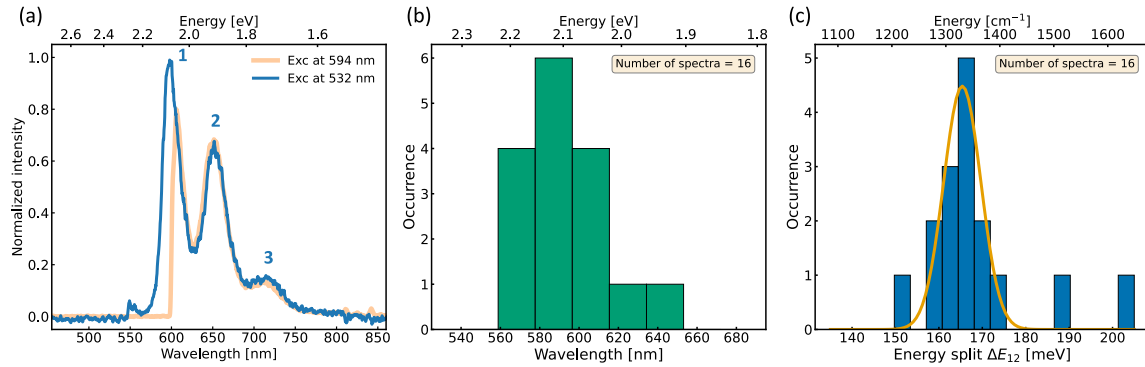 (a)
Energy [eV]
2.6 2.4 2.2 2.0 1.8 1.6
1
2
3
Exc at 594 nm
Exc at 532 nm
Normalized intensity
1.0
0.8
0.6
0.4
0.2
0.0
500 550 600 650 700 750 800 850
Wavelength [nm]
(b)
Energy [eV]
2.3 2.2 2.1 2.0 1.9 1.8
Number of spectra = 16
Occurrence
6
5
4
3
2
1
0
540 560 580 600 620 640 660 680
Wavelength [nm]
(c)
Energy [cm⁻¹]
1100 1200 1300 1400 1500 1600
Number of spectra = 16
Occurrence
5
4
3
2
1
0
140 150 160 170 180 190 200
Energy split ΔE₁₂ [meV]